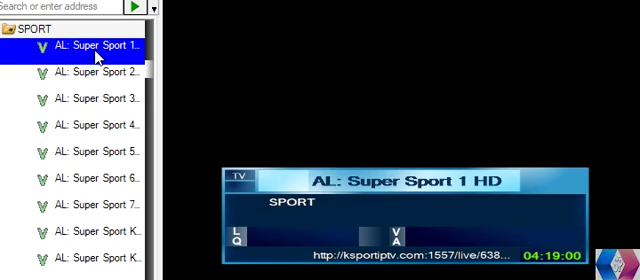 Search or enter address
SPORT
AL: Super Sport 1...
AL: Super Sport 2...
AL: Super Sport 3...
AL: Super Sport 4...
AL: Super Sport 5...
AL: Super Sport 6...
AL: Super Sport 7...
AL: Super Sport K...
AL: Super Sport K...
TV
AL: Super Sport 1 HD
SPORT
L
Q
V
A
http://ksportiptv.com:1557/live/638... 04:19:00